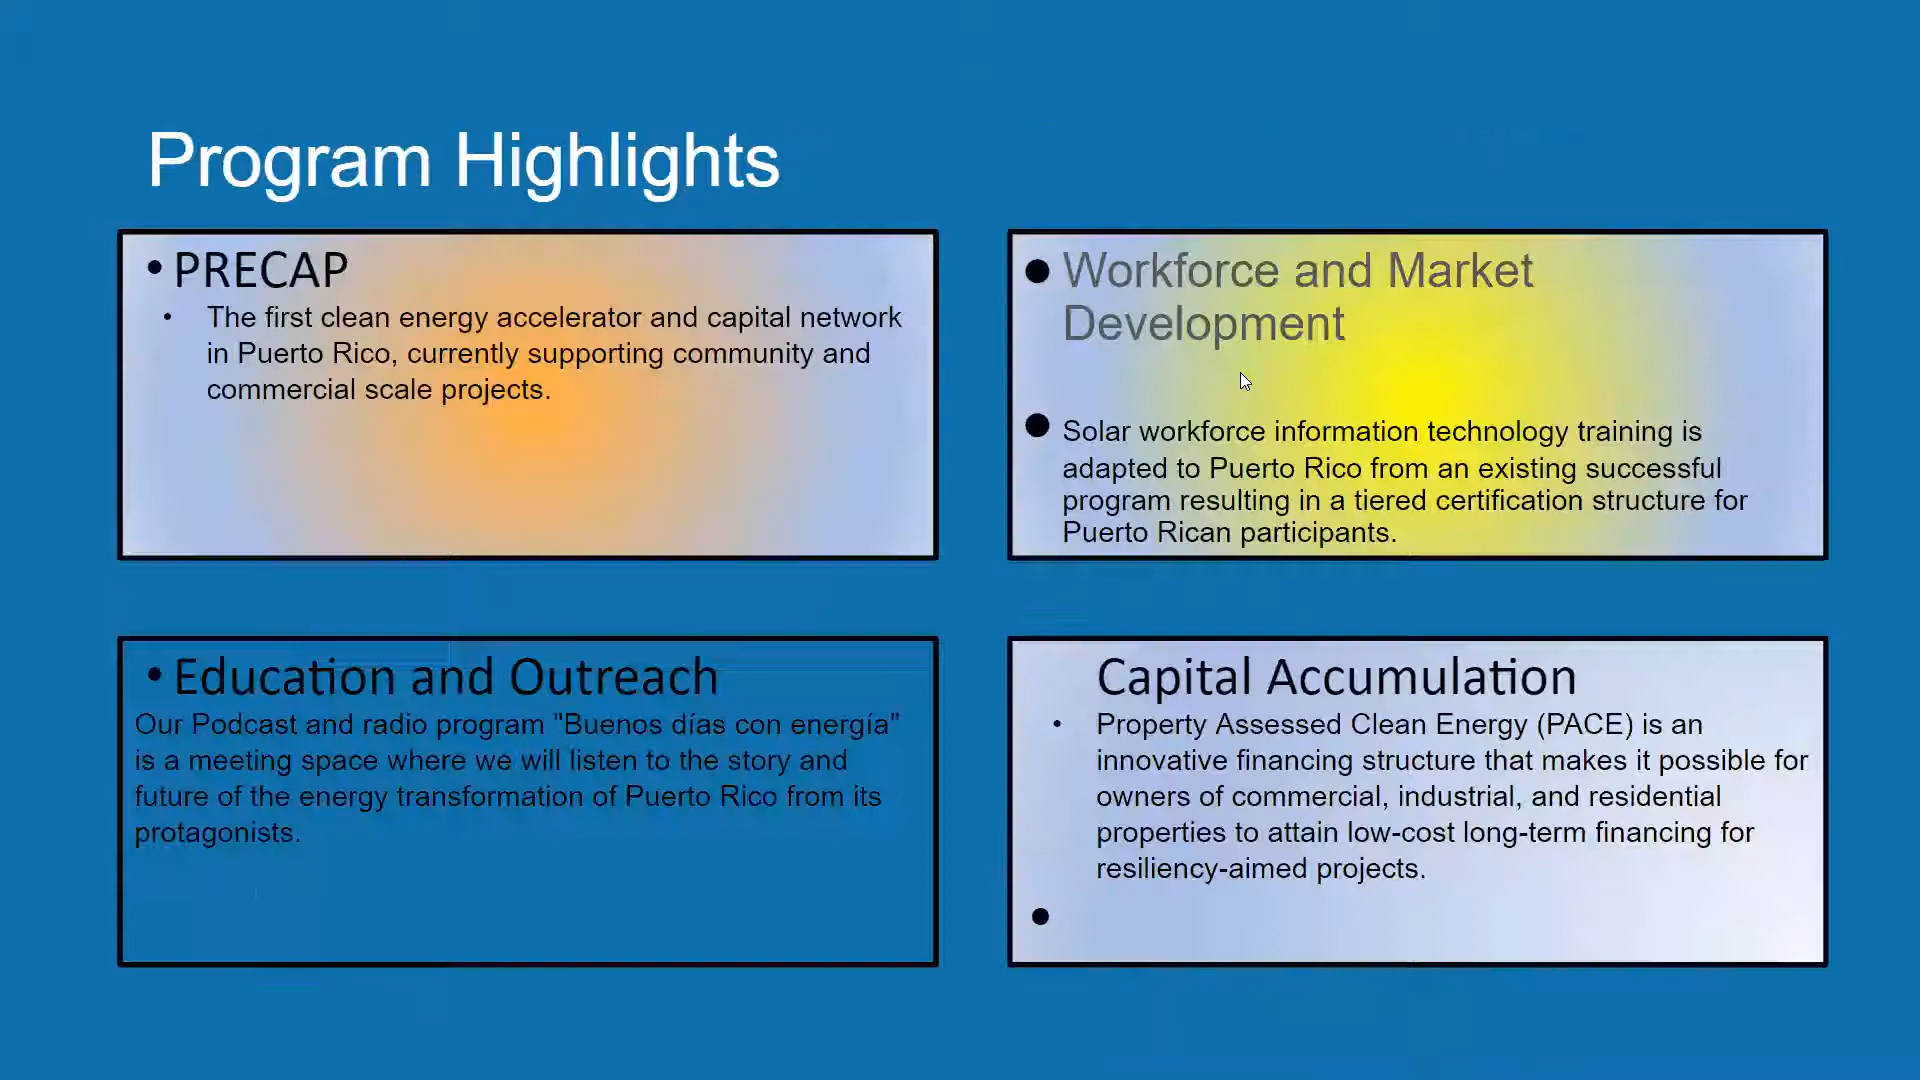 Program Highlights
• PRECAP
• The first clean energy accelerator and capital network
in Puerto Rico, currently supporting community and
commercial scale projects.
● Workforce and Market
Development
● Solar workforce information technology training is
adapted to Puerto Rico from an existing successful
program resulting in a tiered certification structure for
Puerto Rican participants.
• Education and Outreach
Our Podcast and radio program "Buenos días con energía"
is a meeting space where we will listen to the story and
future of the energy transformation of Puerto Rico from its
protagonists.
Capital Accumulation
• Property Assessed Clean Energy (PACE) is an
innovative financing structure that makes it possible for
owners of commercial, industrial, and residential
properties to attain low-cost long-term financing for
resiliency-aimed projects.
●